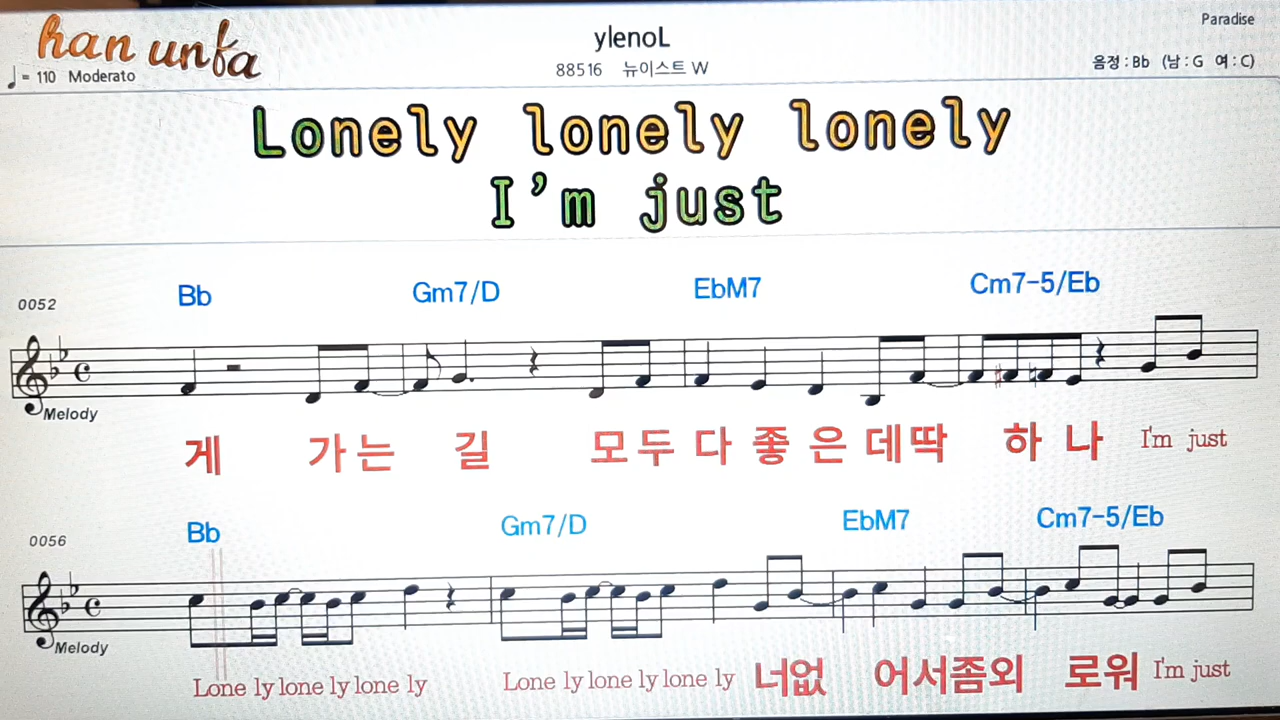 han unfa
Paradise
ylenoL
♩ = 110 Moderato
88516 뉴이스트 W
음정 : Bb (남 : G 여 : C)
Lonely lonely lonely
I'm just
0052
Bb Gm7/D EbM7 Cm7-5/Eb
Melody
게 가 는 길 모 두 다 좋 은 데 딱 하 나 I'm just
0056
Bb Gm7/D EbM7 Cm7-5/Eb
Melody
Lone ly lone ly lone ly Lone ly lone ly lone ly 너 없 어 서 좀 외 로 워 I'm just